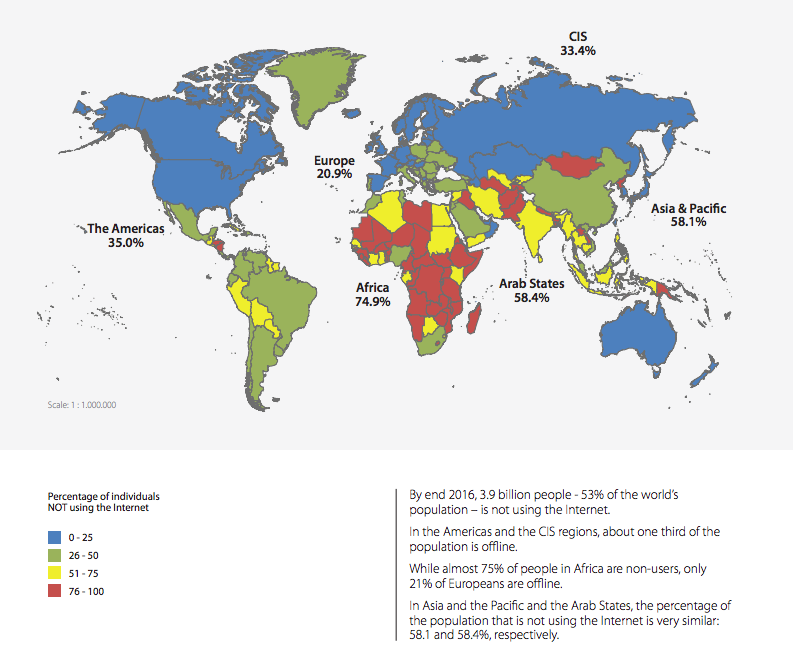 CIS
33.4%
Europe
20.9%
The Americas
35.0%
Asia & Pacific
58.1%
Africa
74.9%
Arab States
58.4%
Scale: 1 : 1.000.000
Percentage of individuals
NOT using the Internet
0 - 25
26 - 50
51 - 75
76 - 100
By end 2016, 3.9 billion people - 53% of the world's
population – is not using the Internet.
In the Americas and the CIS regions, about one third of the
population is offline.
While almost 75% of people in Africa are non-users, only
21% of Europeans are offline.
In Asia and the Pacific and the Arab States, the percentage of
the population that is not using the Internet is very similar:
58.1 and 58.4%, respectively.